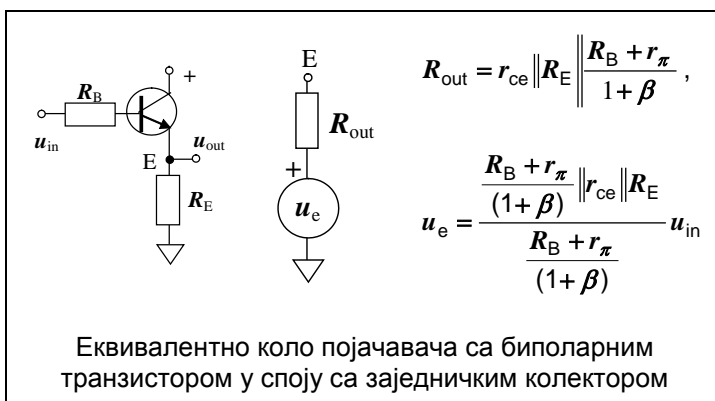 +
R_B
u_in
E
u_out
R_E
E
R_out
+
u_e
R_out = r_ce ‖ R_E ‖ (R_B + r_π) / (1 + β) ,
u_e = ((R_B + r_π) / (1 + β) ‖ r_ce ‖ R_E) / ((R_B + r_π) / (1 + β)) u_in
Еквивалентно коло појачавача са биполарним
транзистором у споју са заједничким колектором